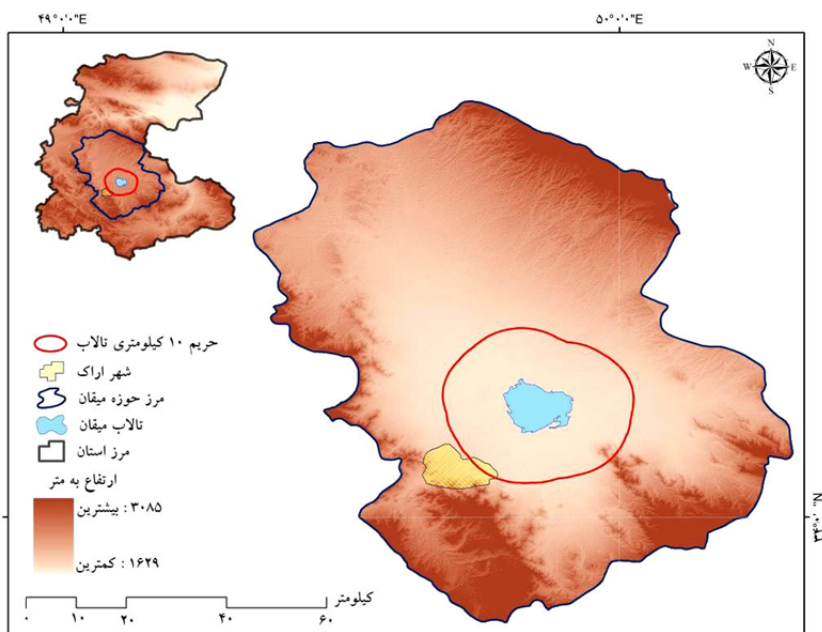 ۴۹°۰'۰"E
۵۰°۰'۰"E
N
W E
S
حریم ۱۰ کیلومتری تالاب
شهر اراک
مرز حوزه میقان
تالاب میقان
مرز استان
ارتفاع به متر
بیشترین : ۳۰۸۵
کمترین : ۱۶۲۹
کیلومتر
۰ ۱۰ ۲۰ ۴۰ ۶۰